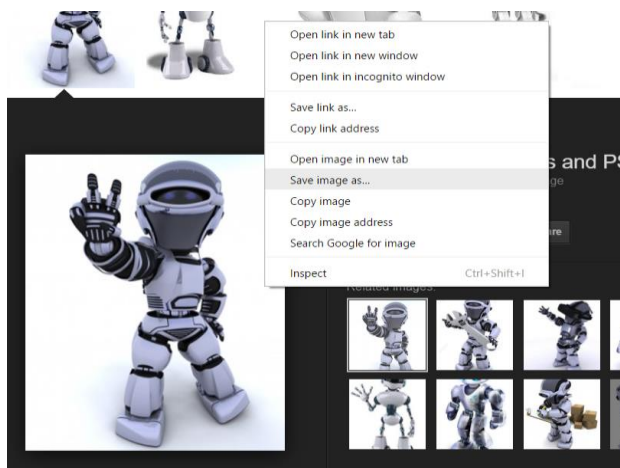 Open link in new tab
Open link in new window
Open link in incognito window
Save link as...
Copy link address
Open image in new tab
Save image as...
Copy image
Copy image address
Search Google for image
Inspect Ctrl+Shift+I
s and PS
ge
re
Related images: